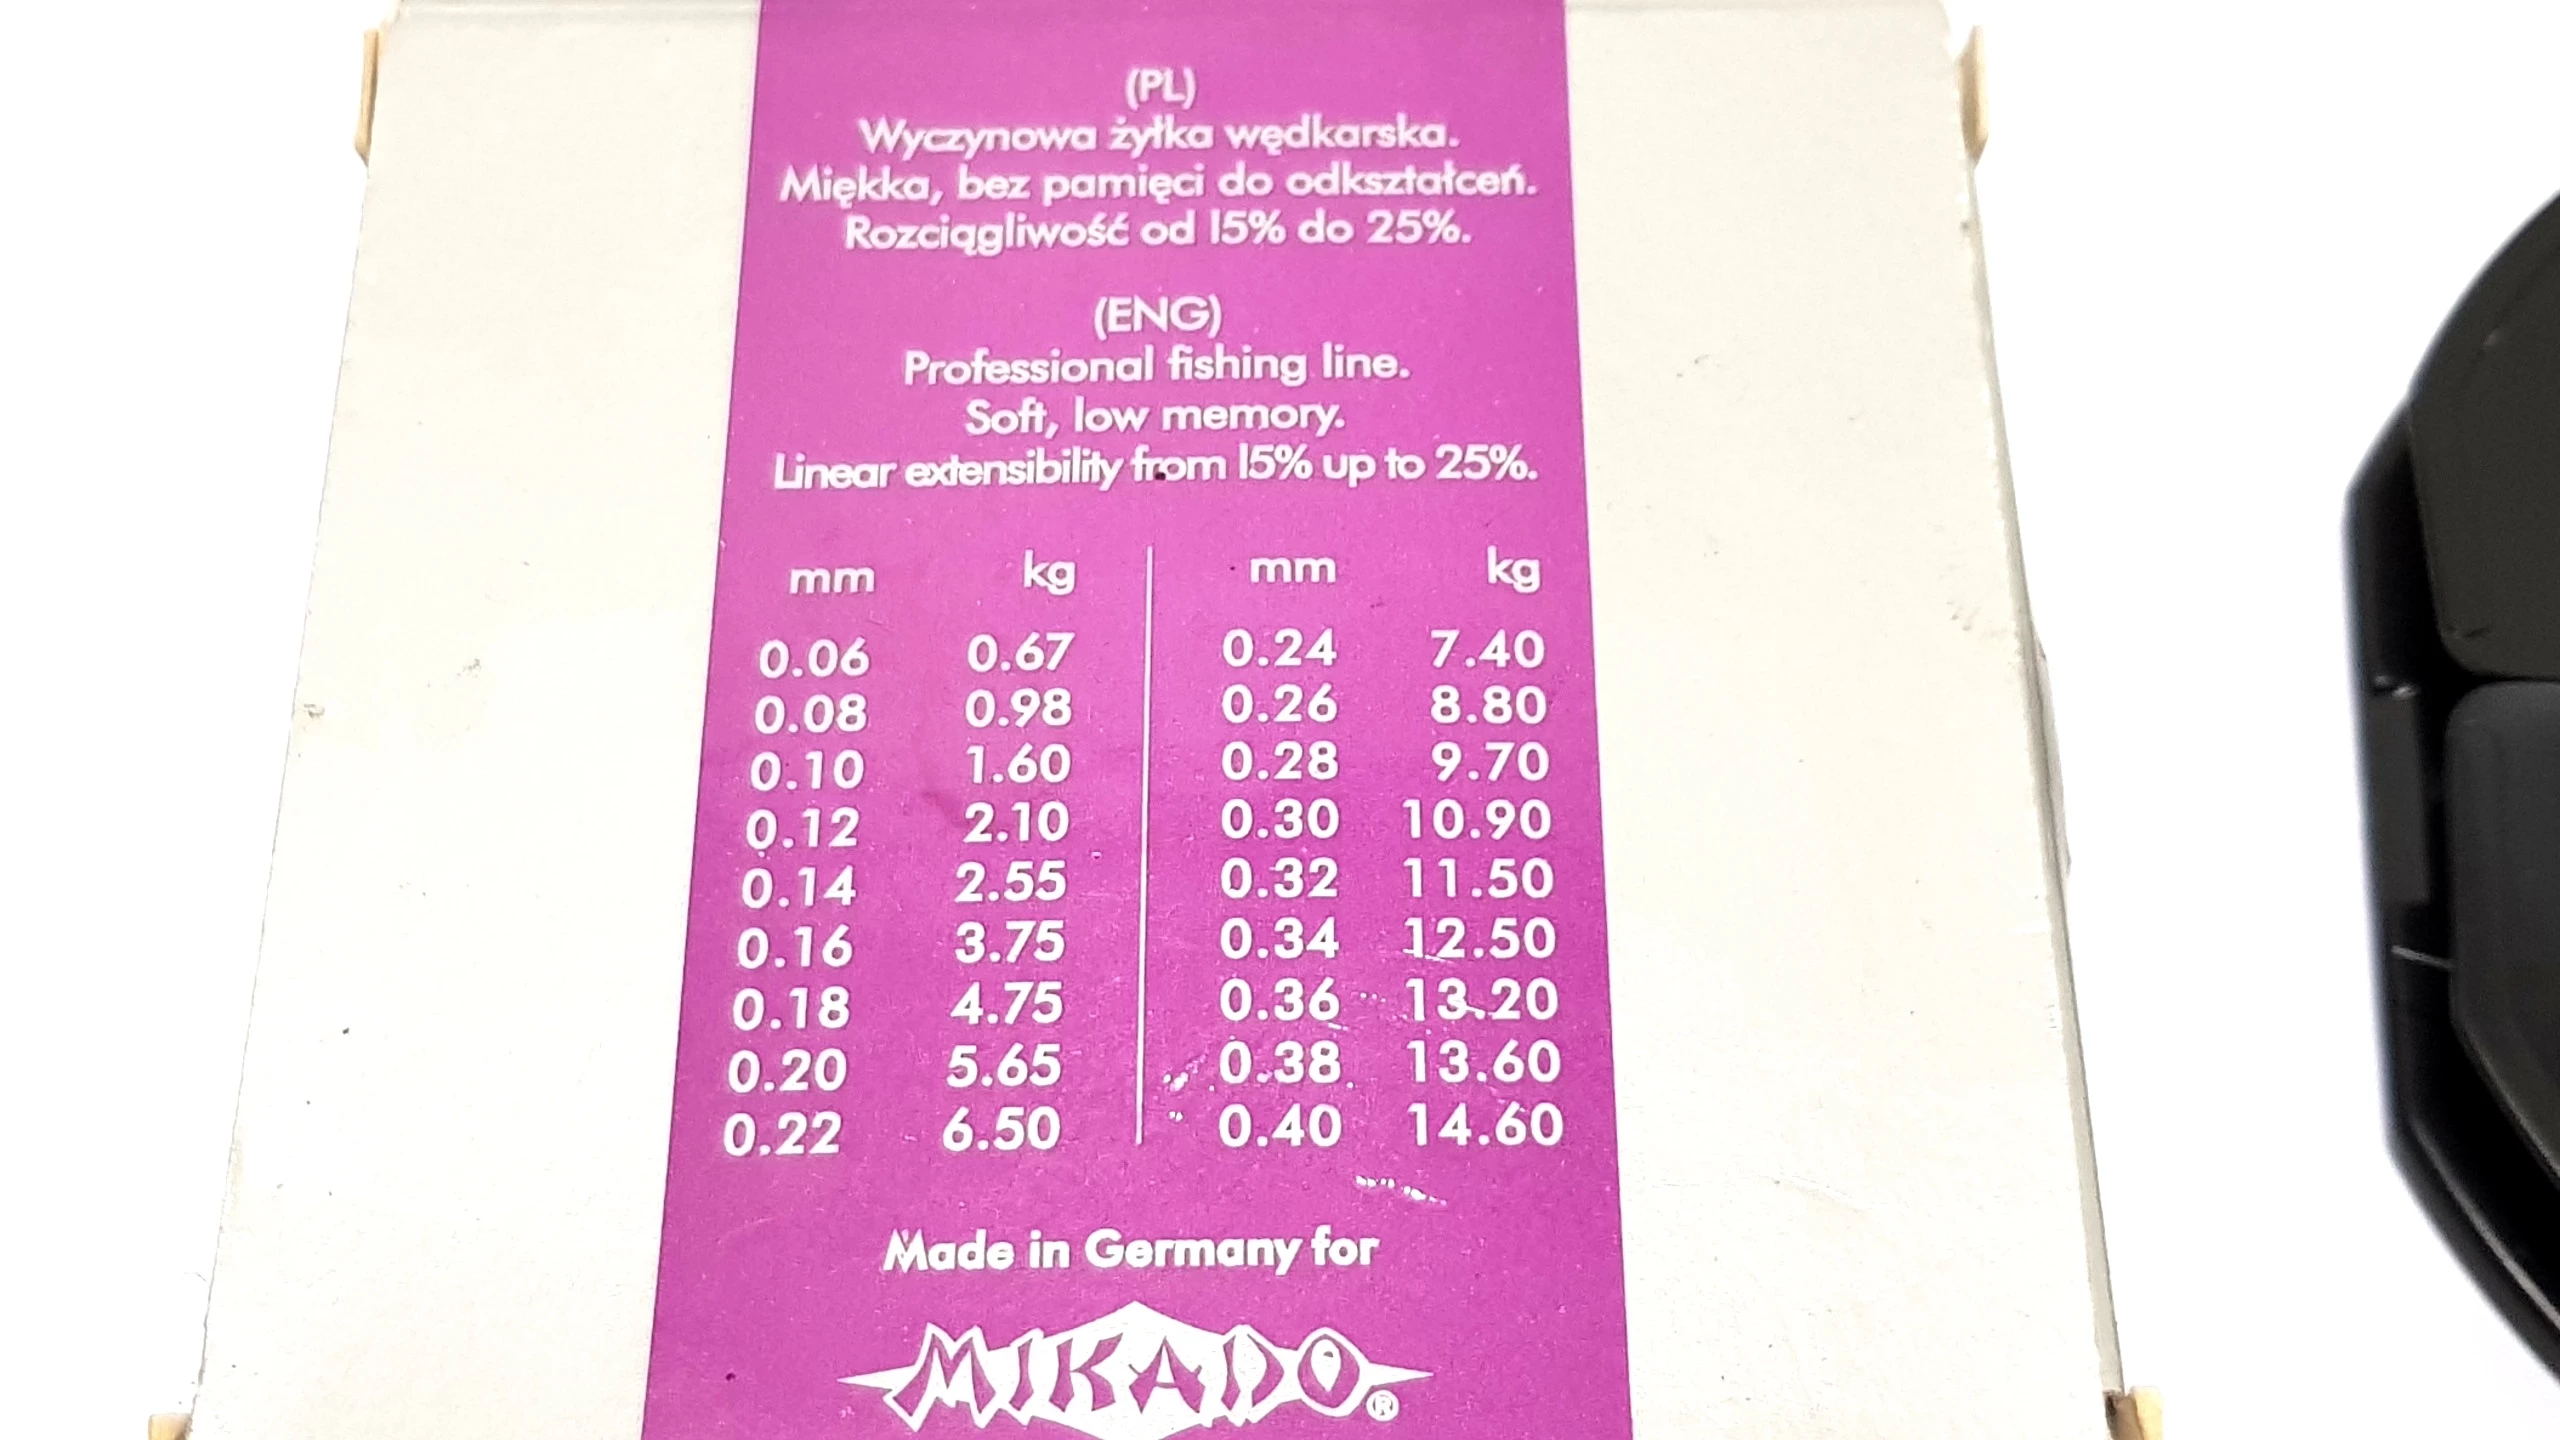 (PL)
Wyczynowa żyłka wędkarska.
Miękka, bez pamięci do odkształceń.
Rozciągliwość od 15% do 25%.
(ENG)
Professional fishing line.
Soft, low memory.
Linear extensibility from 15% up to 25%.
mm kg mm kg
0.06 0.67 0.24 7.40
0.08 0.98 0.26 8.80
0.10 1.60 0.28 9.70
0.12 2.10 0.30 10.90
0.14 2.55 0.32 11.50
0.16 3.75 0.34 12.50
0.18 4.75 0.36 13.20
0.20 5.65 0.38 13.60
0.22 6.50 0.40 14.60
Made in Germany for
MIKADO®